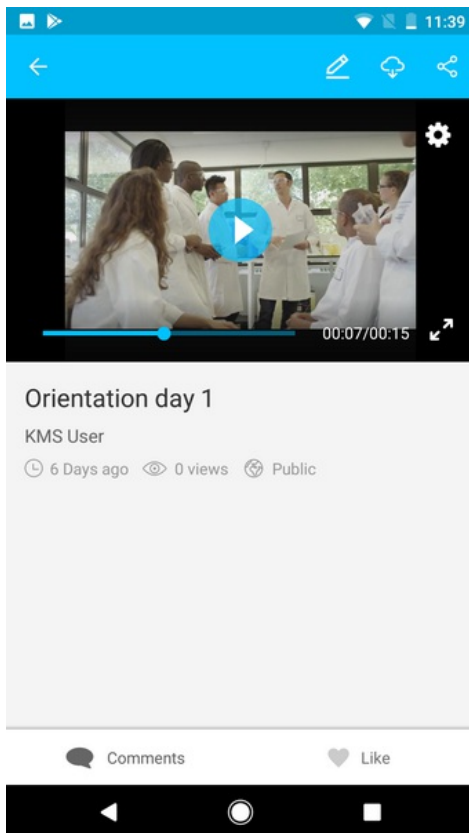 11:39
00:07/00:15
Orientation day 1
KMS User
6 Days ago 0 views Public
Comments Like